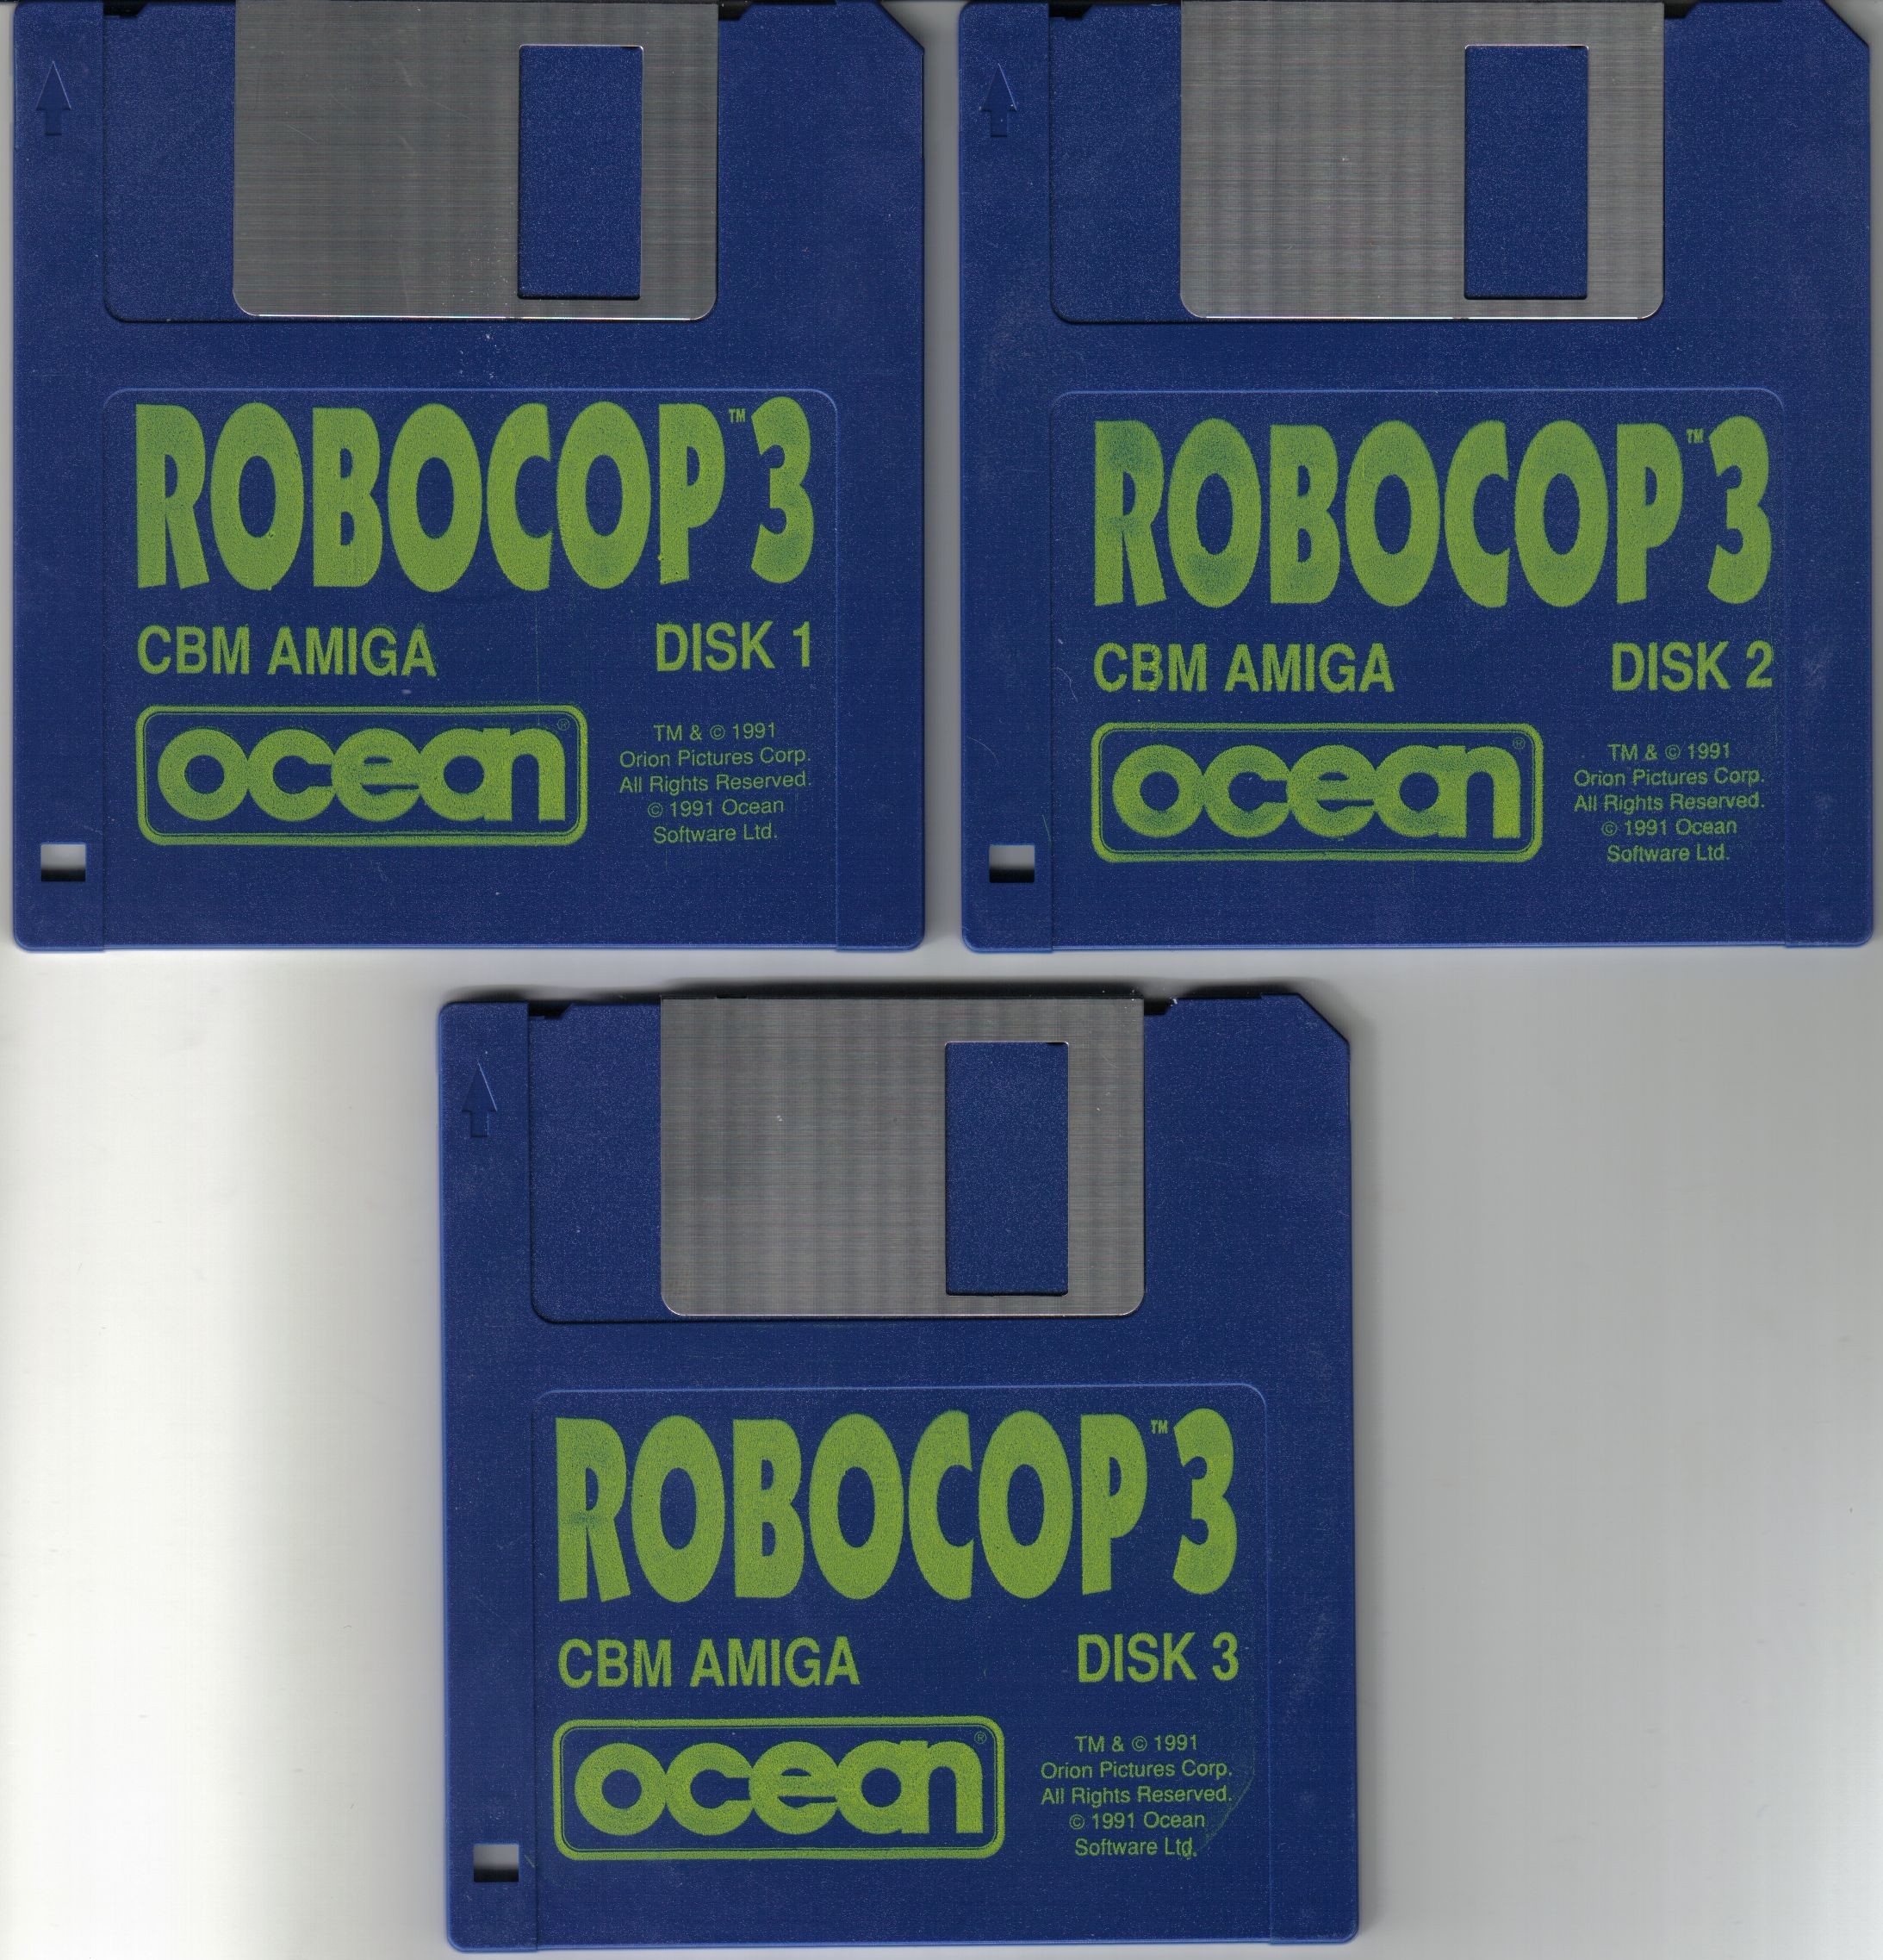 ROBOCOP™ 3
CBM AMIGA DISK 1
ocean®
TM & © 1991
Orion Pictures Corp.
All Rights Reserved.
© 1991 Ocean
Software Ltd.
ROBOCOP™ 3
CBM AMIGA DISK 2
ocean®
TM & © 1991
Orion Pictures Corp.
All Rights Reserved.
© 1991 Ocean
Software Ltd.
ROBOCOP™ 3
CBM AMIGA DISK 3
ocean®
TM & © 1991
Orion Pictures Corp.
All Rights Reserved.
© 1991 Ocean
Software Ltd.